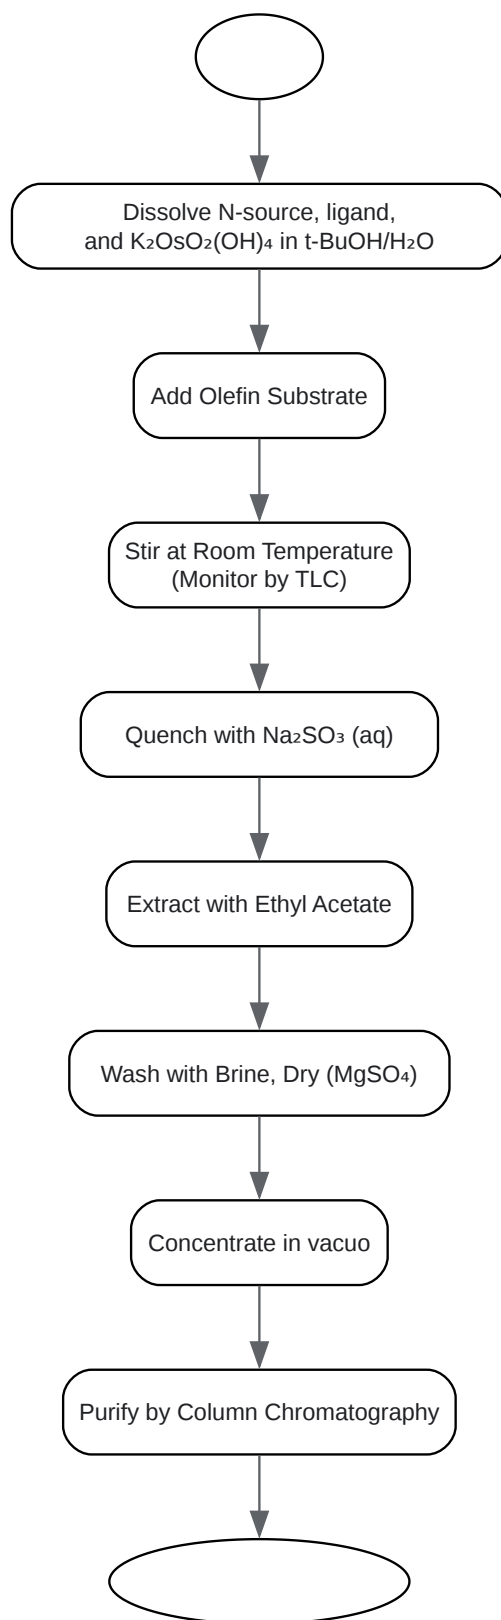 Dissolve N-source, ligand,
and K₂OsO₂(OH)₄ in t-BuOH/H₂O
Add Olefin Substrate
Stir at Room Temperature
(Monitor by TLC)
Quench with Na₂SO₃ (aq)
Extract with Ethyl Acetate
Wash with Brine, Dry (MgSO₄)
Concentrate in vacuo
Purify by Column Chromatography